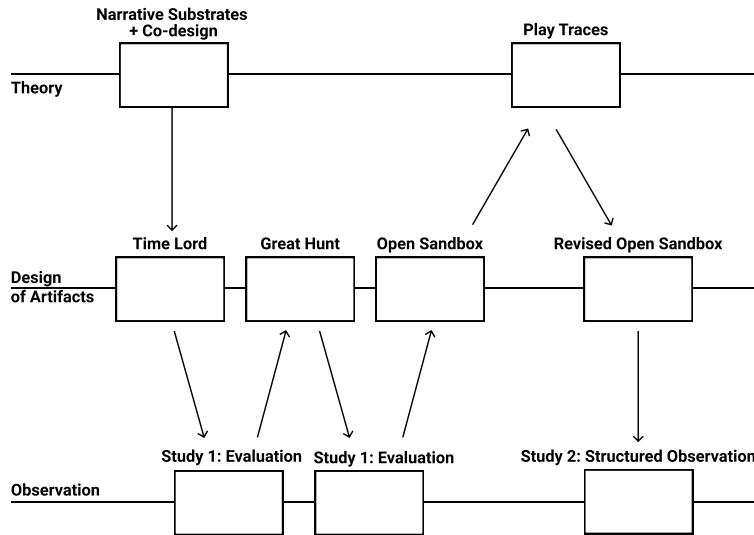 Narrative Substrates
+ Co-design
Play Traces
Theory
Time Lord
Great Hunt
Open Sandbox
Revised Open Sandbox
Design
of Artifacts
Study 1: Evaluation
Study 1: Evaluation
Study 2: Structured Observation
Observation